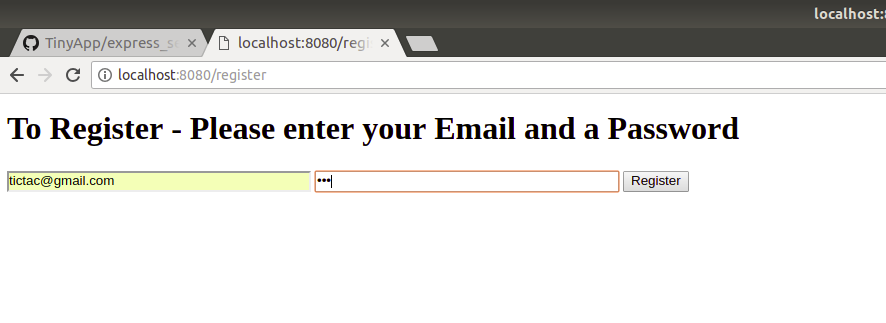 localhost:8
TinyApp/express_se
localhost:8080/regi
localhost:8080/register
To Register - Please enter your Email and a Password
tictac@gmail.com ••• Register